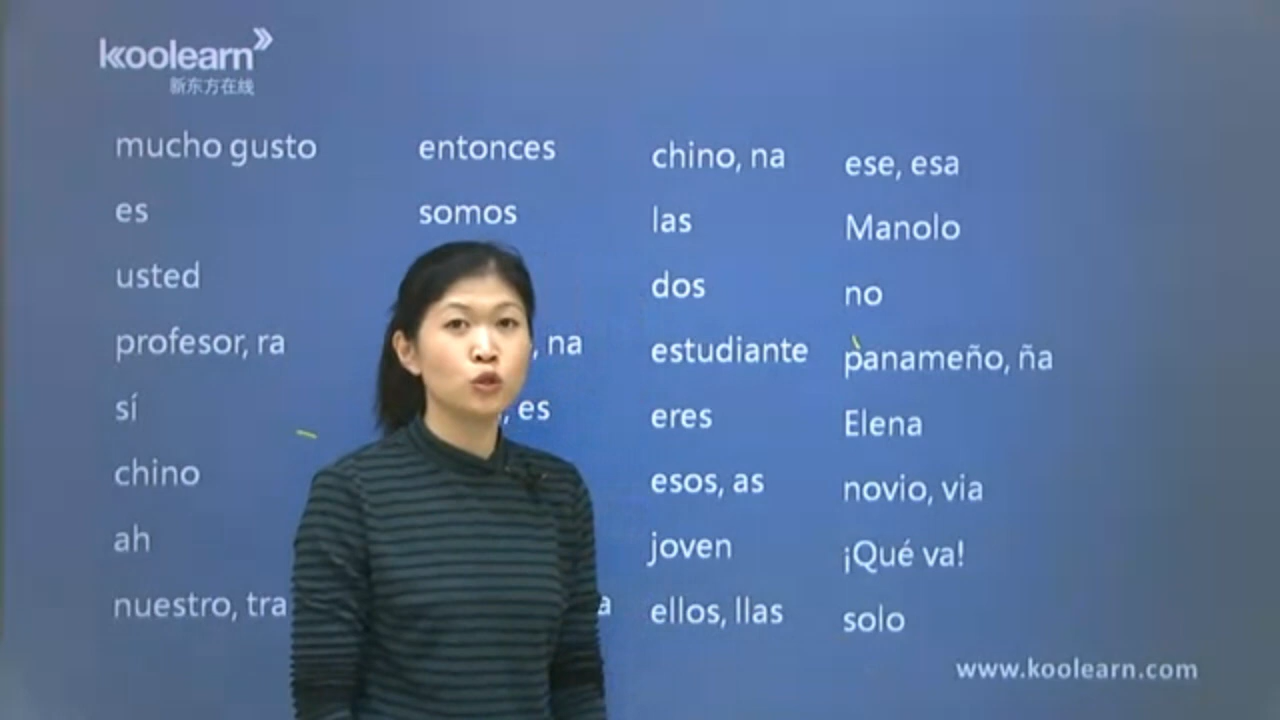 koolearn
新东方在线
mucho gusto
es
usted
profesor, ra
sí
chino
ah
nuestro, tra
entonces
somos
, na
, es
a
chino, na
las
dos
estudiante
eres
esos, as
joven
ellos, llas
ese, esa
Manolo
no
panameño, ña
Elena
novio, via
¡Qué va!
solo
www.koolearn.com